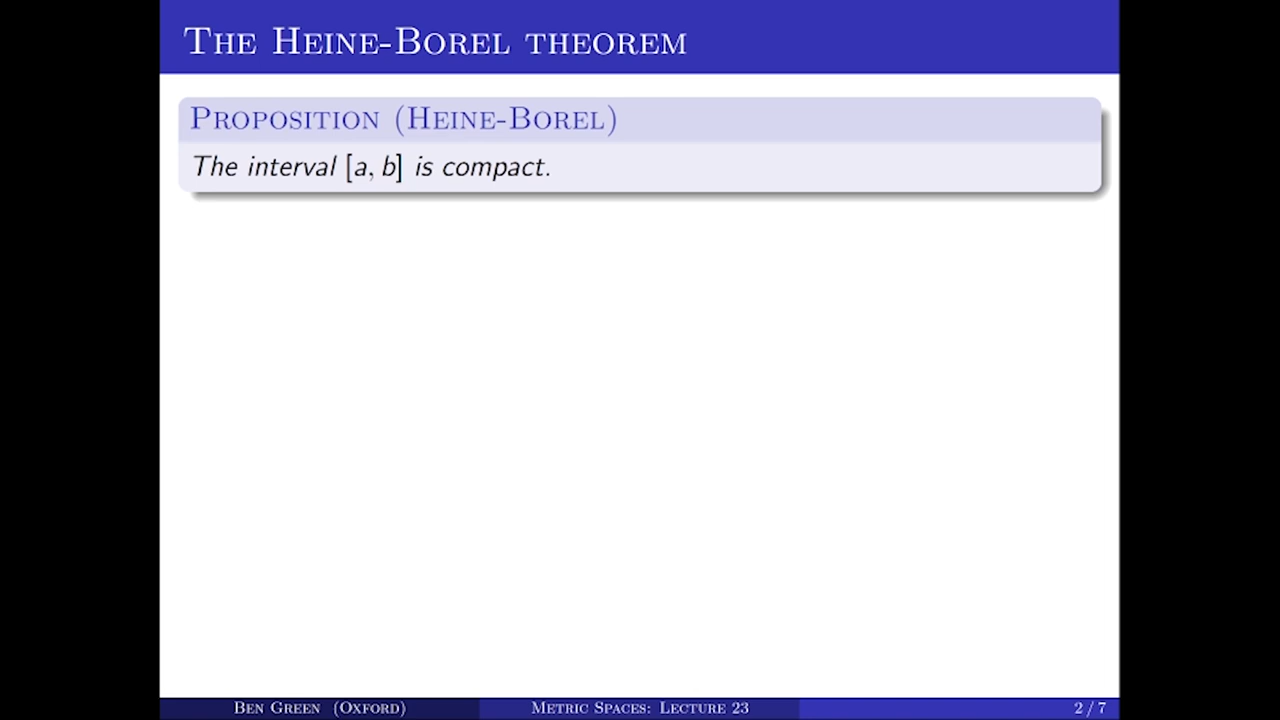 The Heine-Borel theorem
Proposition (Heine-Borel)
The interval [a, b] is compact.
Ben Green (Oxford) Metric Spaces: Lecture 23 2 / 7